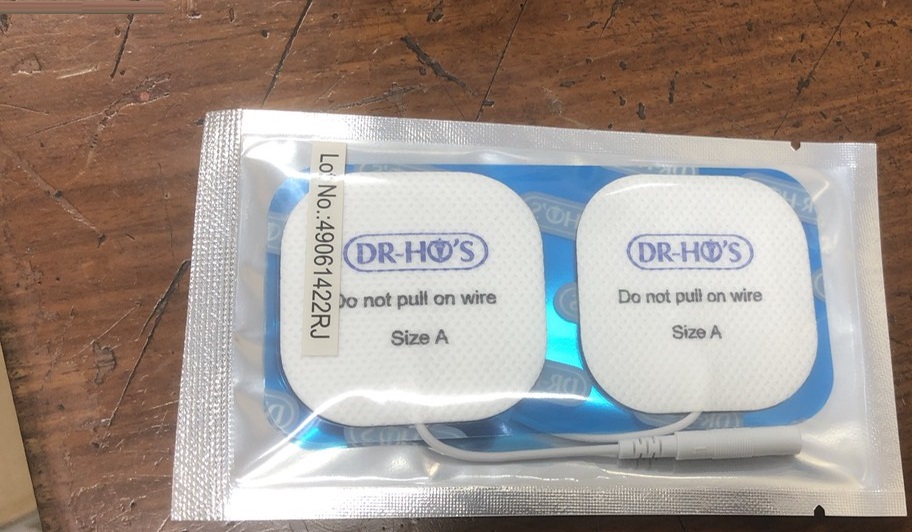 Lot No.:49061422RJ
DR-HO'S
Do not pull on wire
Size A
DR-HO'S
Do not pull on wire
Size A